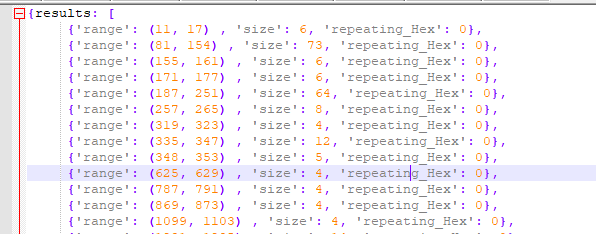 {results: [
{'range': (11, 17) , 'size': 6, 'repeating_Hex': 0},
{'range': (81, 154) , 'size': 73, 'repeating_Hex': 0},
{'range': (155, 161) , 'size': 6, 'repeating_Hex': 0},
{'range': (171, 177) , 'size': 6, 'repeating_Hex': 0},
{'range': (187, 251) , 'size': 64, 'repeating_Hex': 0},
{'range': (257, 265) , 'size': 8, 'repeating_Hex': 0},
{'range': (319, 323) , 'size': 4, 'repeating_Hex': 0},
{'range': (335, 347) , 'size': 12, 'repeating_Hex': 0},
{'range': (348, 353) , 'size': 5, 'repeating_Hex': 0},
{'range': (625, 629) , 'size': 4, 'repeating_Hex': 0},
{'range': (787, 791) , 'size': 4, 'repeating_Hex': 0},
{'range': (869, 873) , 'size': 4, 'repeating_Hex': 0},
{'range': (1099, 1103) , 'size': 4, 'repeating_Hex': 0},